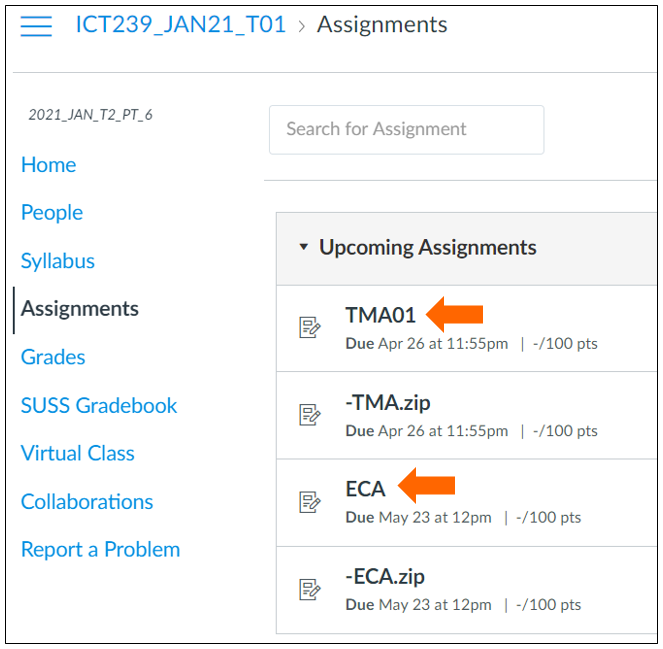 ICT239_JAN21_T01 › Assignments
2021_JAN_T2_PT_6
Search for Assignment
Home
People
Syllabus
Assignments
Grades
SUSS Gradebook
Virtual Class
Collaborations
Report a Problem
Upcoming Assignments
TMA01
Due Apr 26 at 11:55pm | -/100 pts
-TMA.zip
Due Apr 26 at 11:55pm | -/100 pts
ECA
Due May 23 at 12pm | -/100 pts
-ECA.zip
Due May 23 at 12pm | -/100 pts